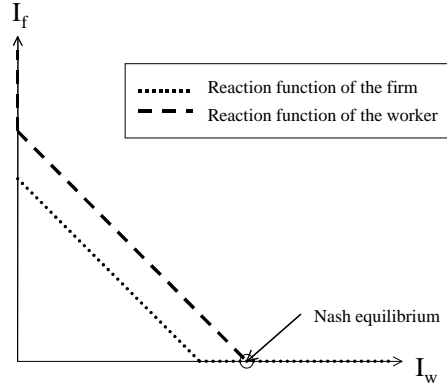 I_f
Reaction function of the firm
Reaction function of the worker
Nash equilibrium
I_w